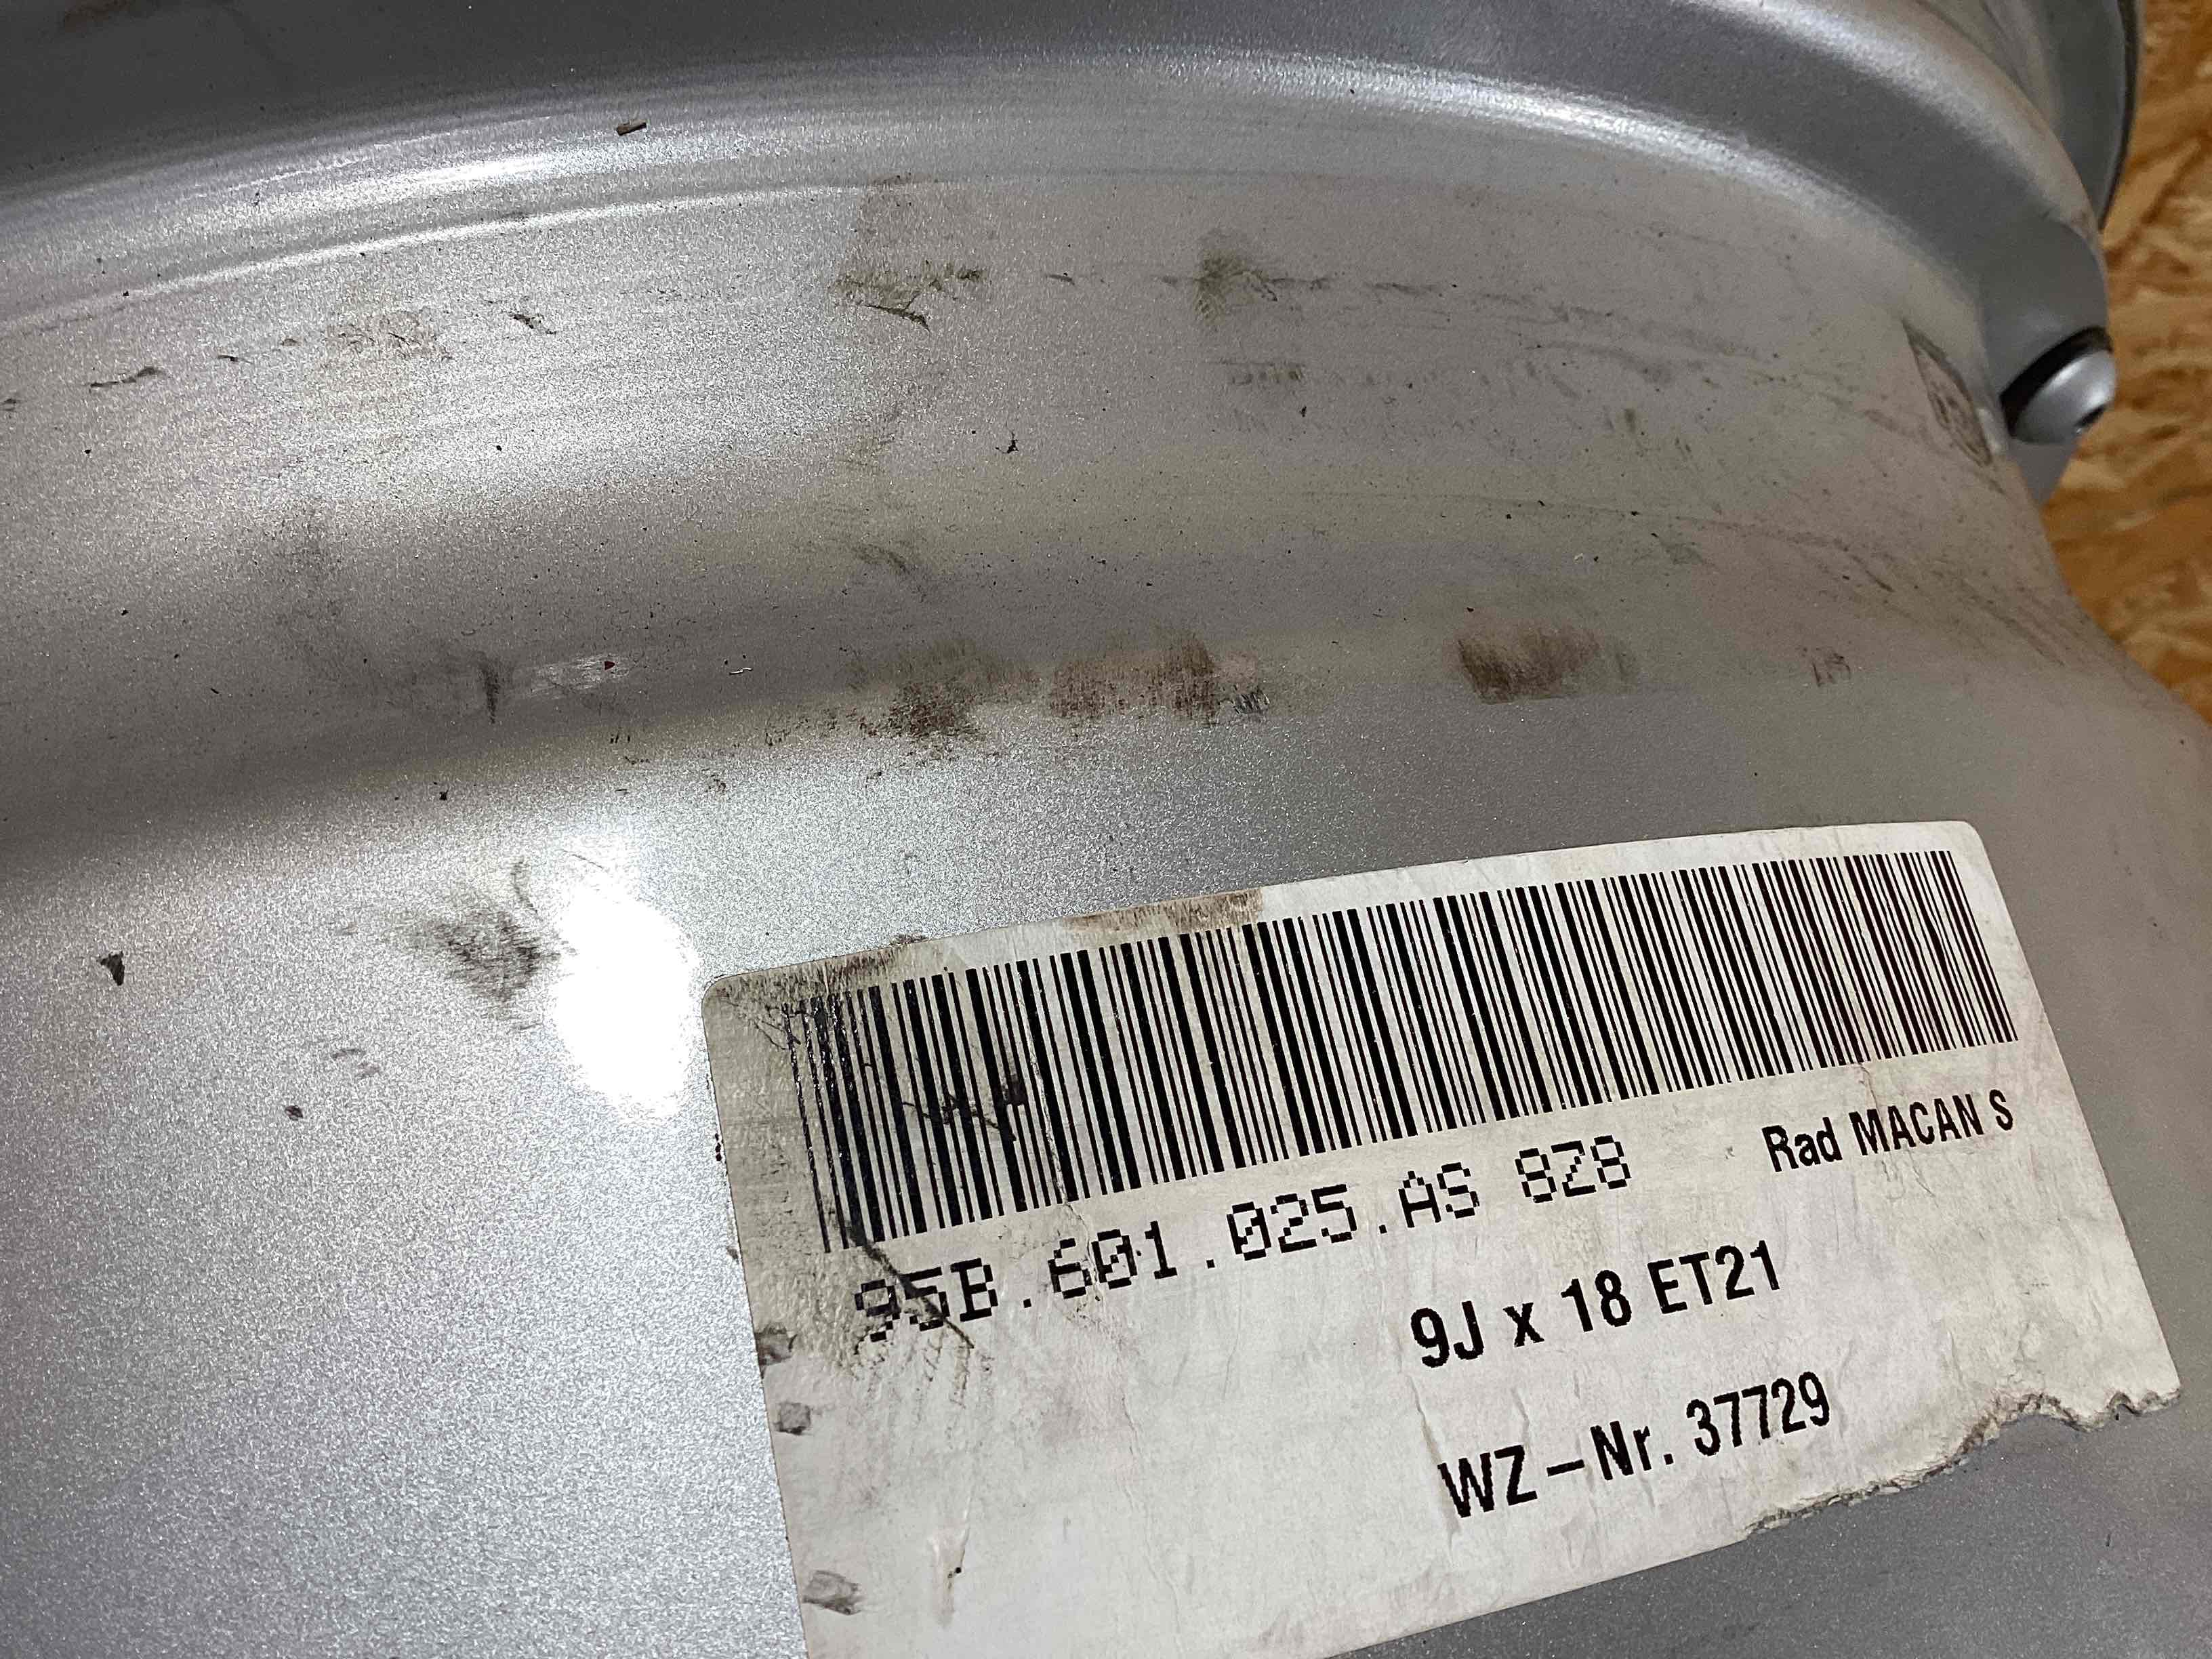 95B.601.025.AS 8Z8 Rad MACAN S
9J x 18 ET21
WZ-Nr. 37729